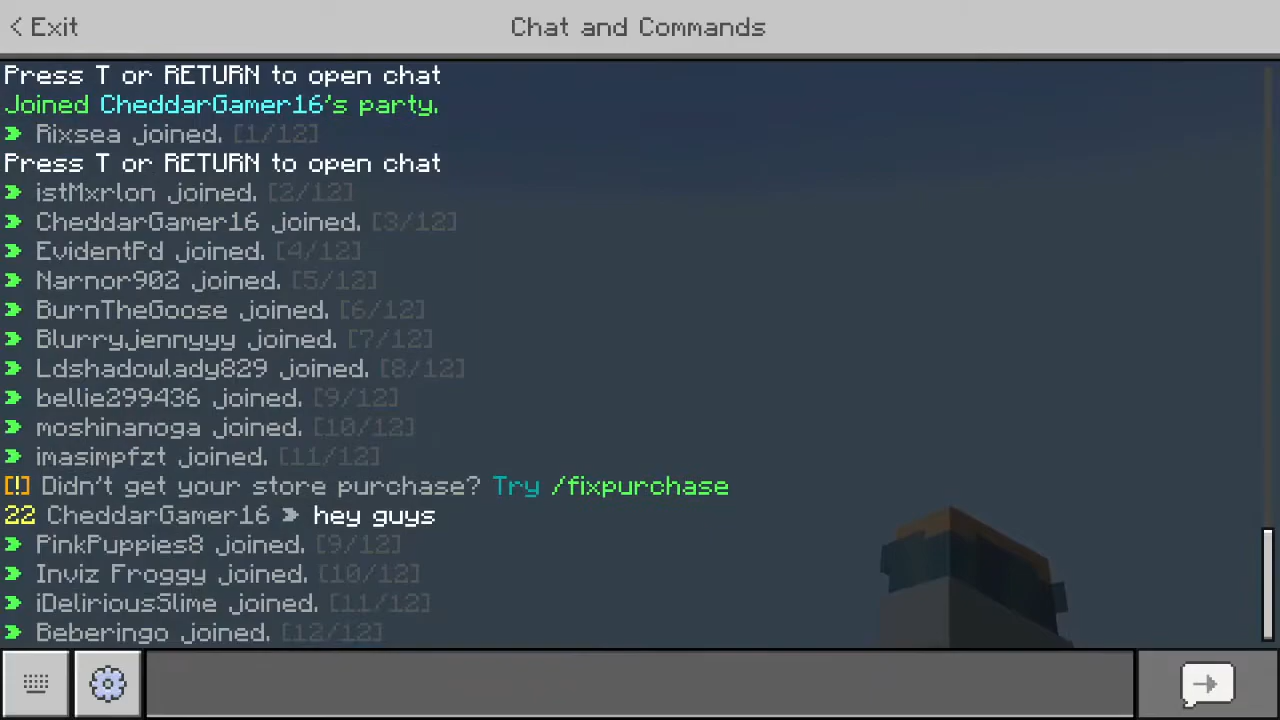 < Exit
Chat and Commands
Press T or RETURN to open chat
Joined CheddarGamer16's party.
Rixsea joined. [1/12]
Press T or RETURN to open chat
istMxrlon joined. [2/12]
CheddarGamer16 joined. [3/12]
EvidentPd joined. [4/12]
Narnor902 joined. [5/12]
BurnTheGoose joined. [6/12]
Blurryjennyyy joined. [7/12]
Ldshadowlady829 joined. [8/12]
bellie299436 joined. [9/12]
moshinanoga joined. [10/12]
imasimpfzt joined. [11/12]
[!] Didn't get your store purchase? Try /fixpurchase
22 CheddarGamer16 » hey guys
PinkPuppies8 joined. [9/12]
Inviz Froggy joined. [10/12]
iDeliriousSlime joined. [11/12]
Beberingo joined. [12/12]